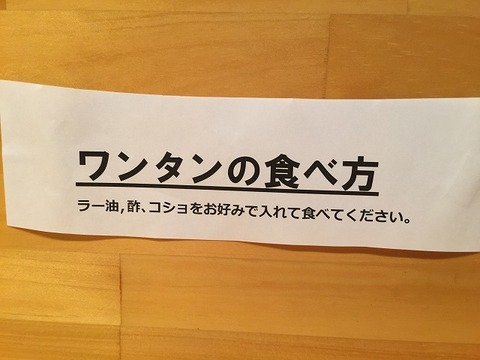 ワンタンの食べ方
ラー油,酢、コショをお好みで入れて食べてください。